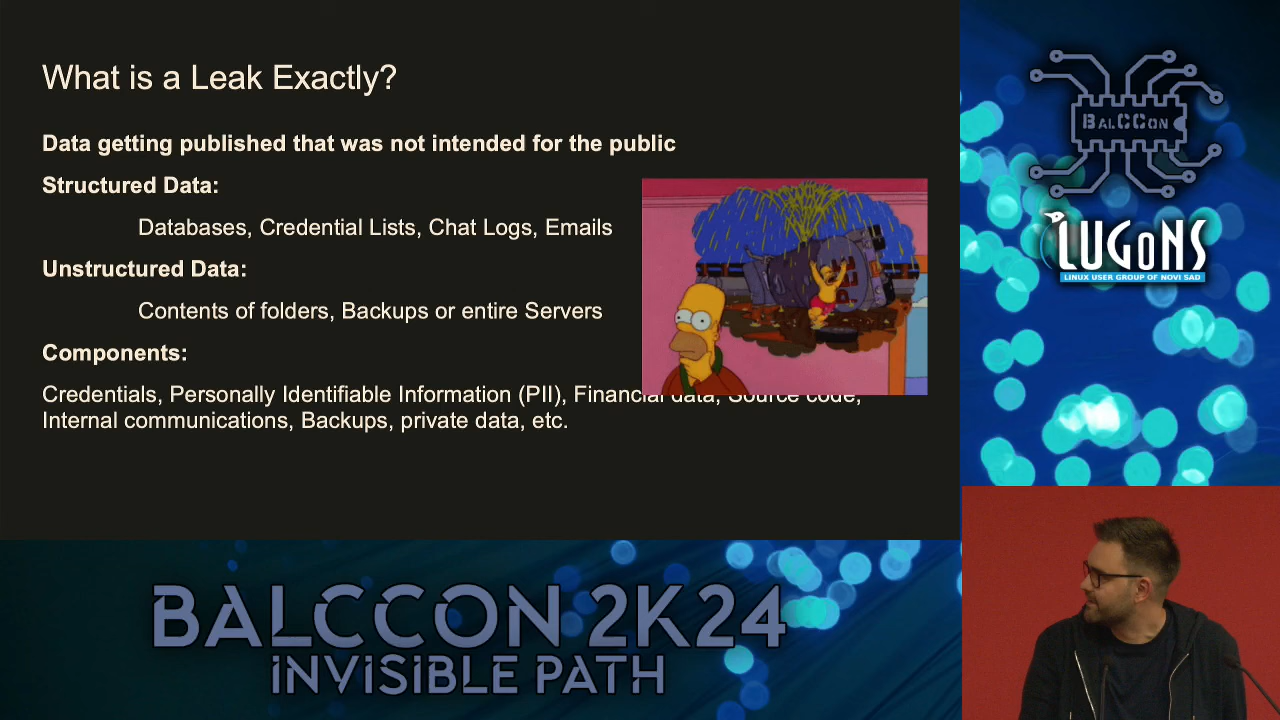 What is a Leak Exactly?
Data getting published that was not intended for the public
Structured Data:
Databases, Credential Lists, Chat Logs, Emails
Unstructured Data:
Contents of folders, Backups or entire Servers
Components:
Credentials, Personally Identifiable Information (PII), Financial data, Source code,
Internal communications, Backups, private data, etc.
BALCCON
LUGONS
LINUX USER GROUP OF NOVI SAD
BALCCON 2K24
INVISIBLE PATH